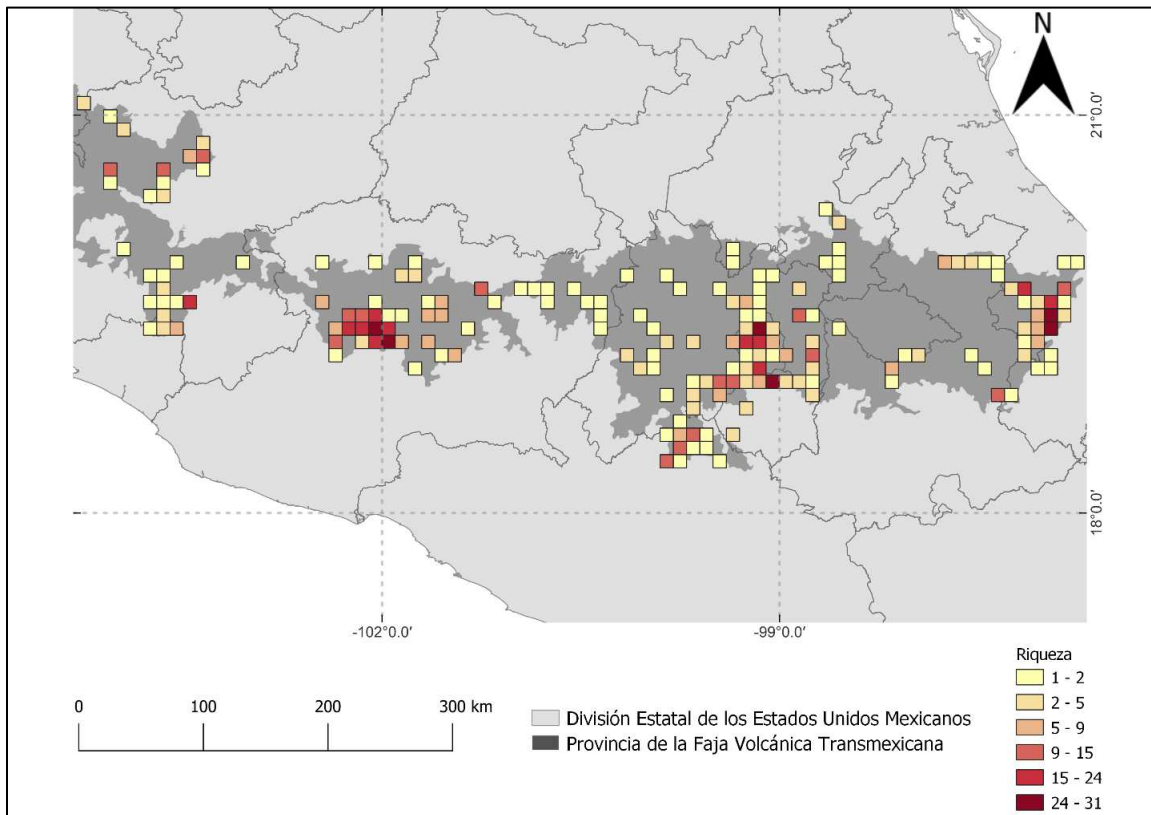 N
21°0.0′
18°0.0′
-102°0.0′
-99°0.0′
0 100 200 300 km
División Estatal de los Estados Unidos Mexicanos
Provincia de la Faja Volcánica Transmexicana
Riqueza
1 - 2
2 - 5
5 - 9
9 - 15
15 - 24
24 - 31